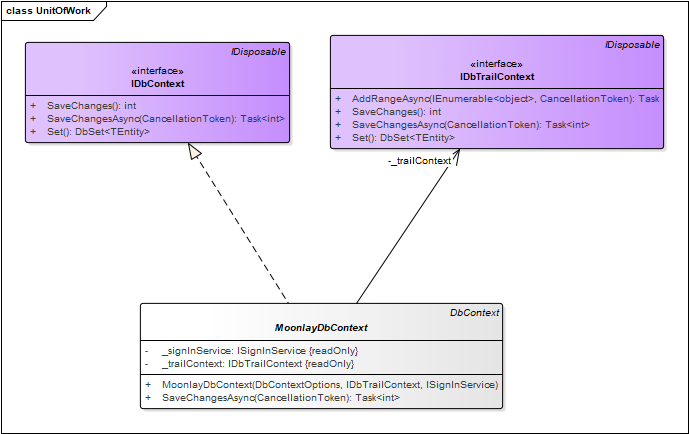 class UnitOfWork
IDisposable
«interface»
IDbContext
+ SaveChanges(): int
+ SaveChangesAsync(CancellationToken): Task<int>
+ Set(): DbSet<TEntity>
IDisposable
«interface»
IDbTrailContext
+ AddRangeAsync(IEnumerable<object>, CancellationToken): Task
+ SaveChanges(): int
+ SaveChangesAsync(CancellationToken): Task<int>
+ Set(): DbSet<TEntity>
-_trailContext
DbContext
MoonlayDbContext
- _signInService: ISignInService {readOnly}
- _trailContext: IDbTrailContext {readOnly}
+ MoonlayDbContext(DbContextOptions, IDbTrailContext, ISignInService)
+ SaveChangesAsync(CancellationToken): Task<int>